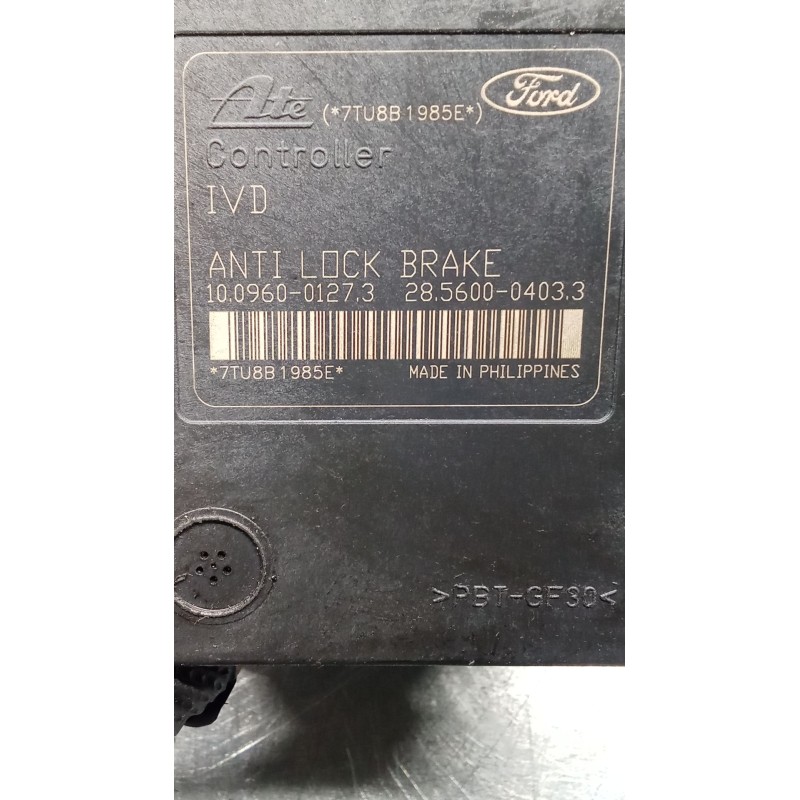 Ate (*7TU8B1985E*) Ford
Controller
IVD
ANTI LOCK BRAKE
10.0960-0127.3 28.5600-0403.3
*7TU8B1985E* MADE IN PHILIPPINES
>PBT-GF30<